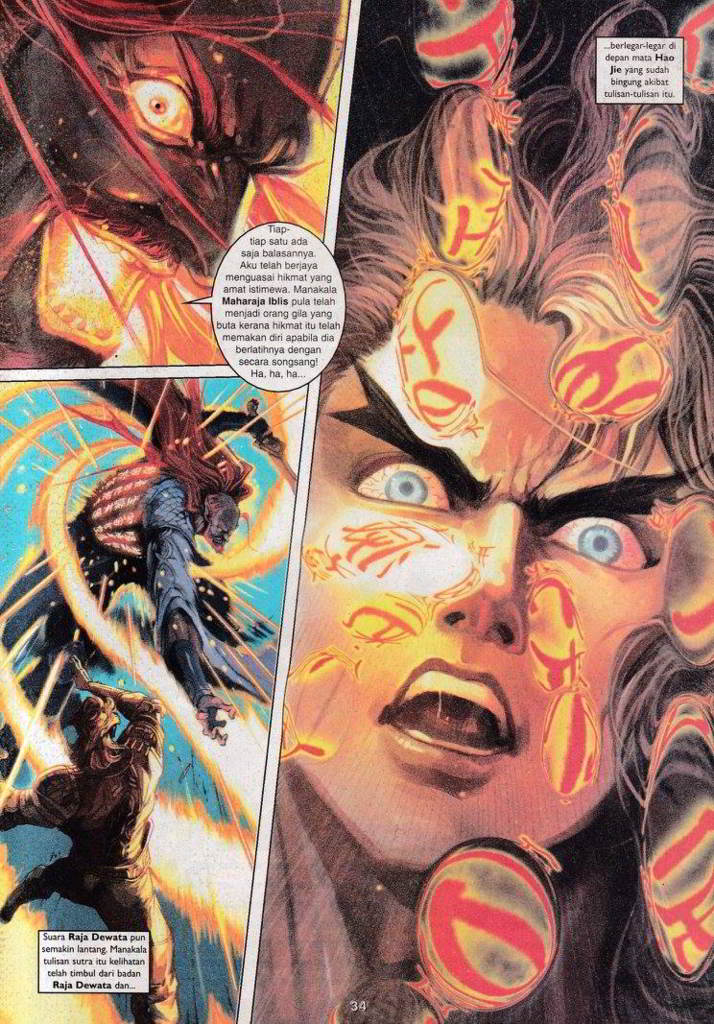 Tiap-
tiap satu ada
saja balasannya.
Aku telah berjaya
menguasai hikmat yang
amat istimewa. Manakala
Maharaja Iblis pula telah
menjadi orang gila yang
buta kerana hikmat itu telah
memakan diri apabila dia
berlatihnya dengan
secara songsang!
Ha, ha, ha...
Suara Raja Dewata pun
semakin lantang. Manakala
tulisan sutra itu kelihatan
telah timbul dari badan
Raja Dewata dan...
...berlegar-legar di
depan mata Hao
Jie yang sudah
bingung akibat
tulisan-tulisan itu.
34